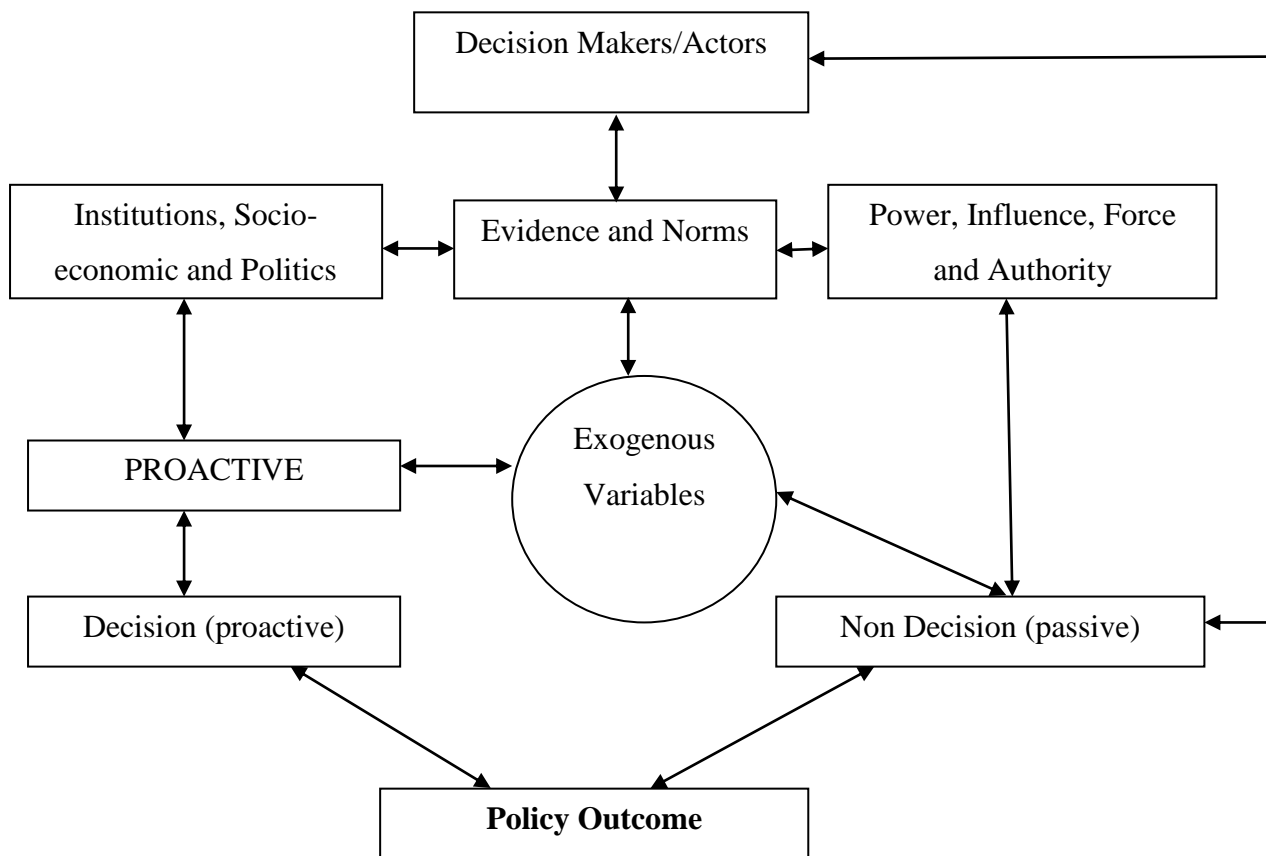 Decision Makers/Actors
Institutions, Socio-
economic and Politics
Evidence and Norms
Power, Influence, Force
and Authority
Exogenous
Variables
PROACTIVE
Decision (proactive)
Non Decision (passive)
Policy Outcome